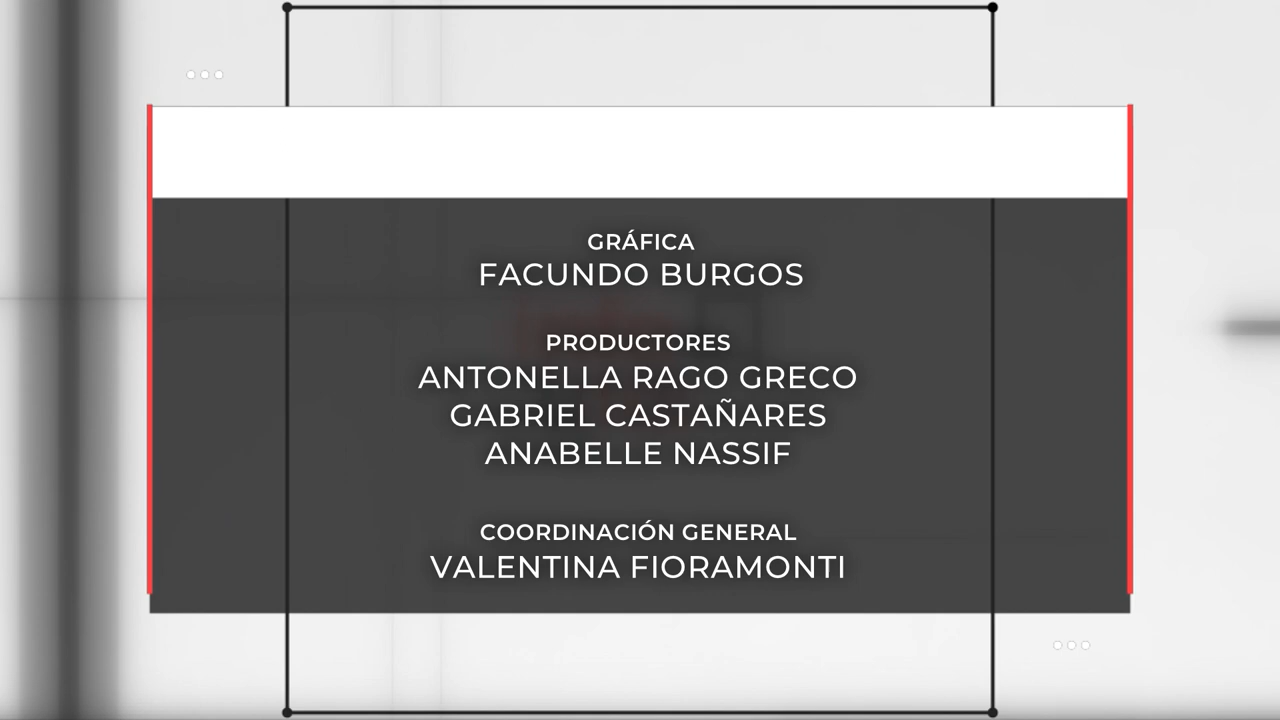 GRÁFICA
FACUNDO BURGOS
PRODUCTORES
ANTONELLA RAGO GRECO
GABRIEL CASTAÑARES
ANABELLE NASSIF
COORDINACIÓN GENERAL
VALENTINA FIORAMONTI